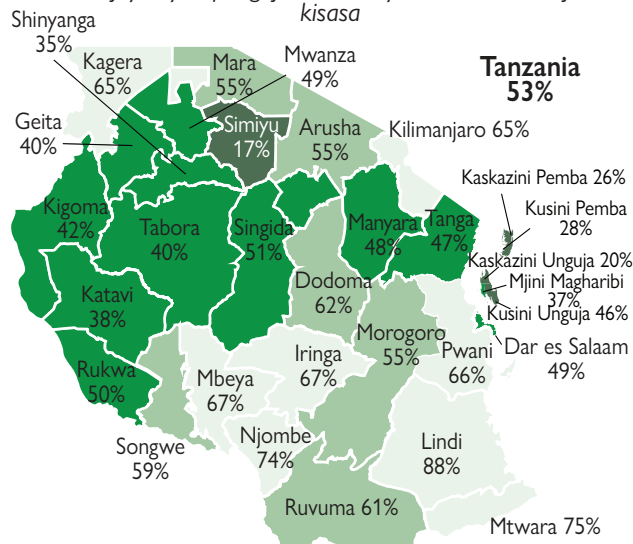 kisasa
Shinyanga
35%
Kagera
65%
Mara
55%
Mwanza
49%
Tanzania
53%
Geita
40%
Simiyu
17%
Arusha
55%
Kilimanjaro 65%
Kigoma
42%
Tabora
40%
Singida
51%
Manyara
48%
Tanga
47%
Kaskazini Pemba 26%
Kusini Pemba
28%
Kaskazini Unguja 20%
Mjini Magharibi
37%
Kusini Unguja 46%
Dar es Salaam
49%
Katavi
38%
Dodoma
62%
Morogoro
55%
Pwani
66%
Rukwa
50%
Mbeya
67%
Iringa
67%
Songwe
59%
Njombe
74%
Lindi
88%
Ruvuma 61%
Mtwara 75%